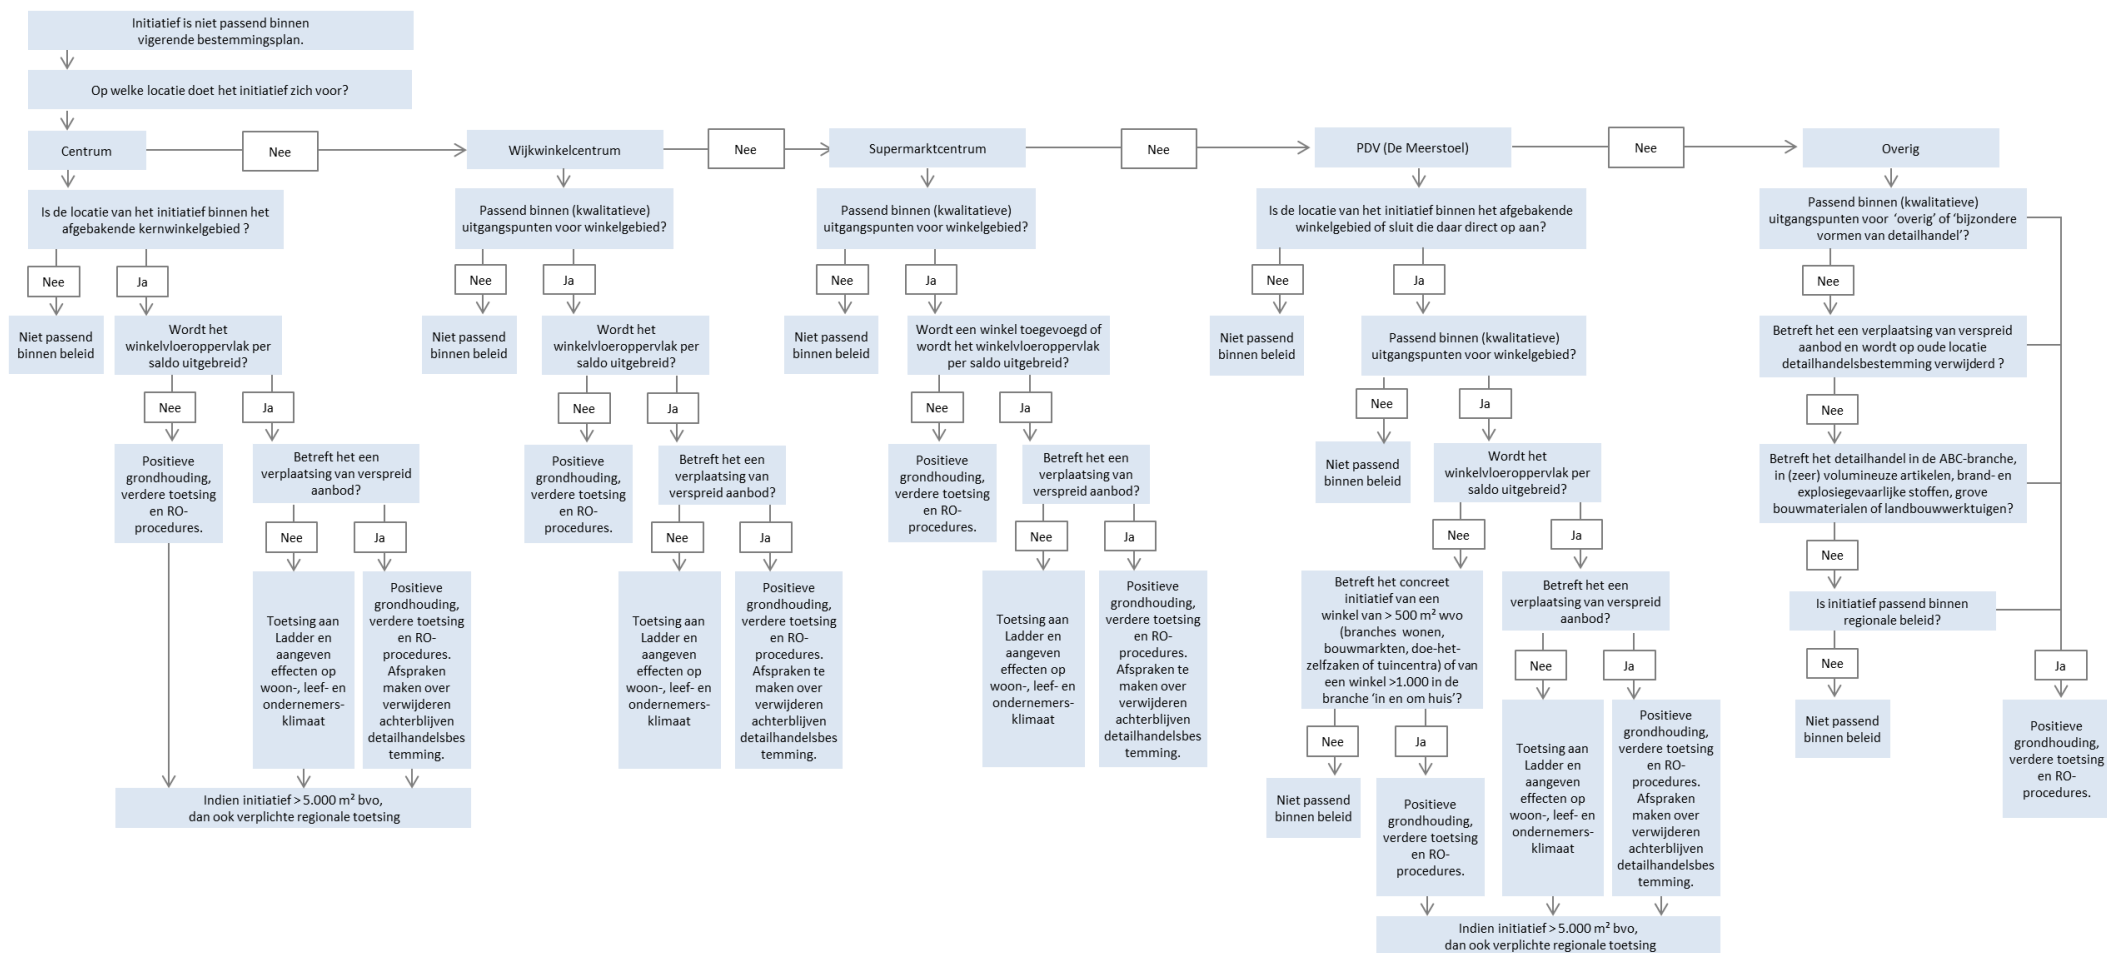 Initiatief is niet passend binnen
vigerende bestemmingsplan.
Op welke locatie doet het initiatief zich voor?
Centrum
Nee
Wijkwinkelcentrum
Nee
Supermarktcentrum
Nee
PDV (De Meerstoel)
Nee
Overig
Is de locatie van het initiatief binnen het
afgebakende kernwinkelgebied ?
Nee
Ja
Niet passend
binnen beleid
Wordt het
winkelvloeroppervlak per
saldo uitgebreid?
Nee
Ja
Positieve
grondhouding,
verdere toetsing
en RO-
procedures.
Betreft het een
verplaatsing van verspreid
aanbod?
Nee
Ja
Toetsing aan
Ladder en
aangeven
effecten op
woon-, leef- en
ondernemers-
klimaat
Positieve
grondhouding,
verdere toetsing
en RO-
procedures.
Afspraken
maken over
verwijderen
achterblijven
detailhandelsbes
temming.
Indien initiatief > 5.000 m² bvo,
dan ook verplichte regionale toetsing
Passend binnen (kwalitatieve)
uitgangspunten voor winkelgebied?
Nee
Ja
Niet passend
binnen beleid
Wordt het
winkelvloeroppervlak per
saldo uitgebreid?
Nee
Ja
Positieve
grondhouding,
verdere toetsing
en RO-
procedures.
Betreft het een
verplaatsing van
verspreid aanbod?
Nee
Ja
Toetsing aan
Ladder en
aangeven
effecten op
woon-, leef- en
ondernemers-
klimaat
Positieve
grondhouding,
verdere toetsing
en RO-
procedures.
Afspraken te
maken over
verwijderen
achterblijven
detailhandelsbes
temming.
Passend binnen (kwalitatieve)
uitgangspunten voor winkelgebied?
Nee
Ja
Niet passend
binnen beleid
Wordt een winkel toegevoegd of
wordt het winkelvloeroppervlak
per saldo uitgebreid?
Nee
Ja
Positieve
grondhouding,
verdere toetsing
en RO-
procedures.
Betreft het een
verplaatsing van
verspreid aanbod?
Nee
Ja
Toetsing aan
Ladder en
aangeven
effecten op
woon-, leef- en
ondernemers-
klimaat
Positieve
grondhouding,
verdere toetsing
en RO-
procedures.
Afspraken te
maken over
verwijderen
achterblijven
detailhandelsbes
temming.
Is de locatie van het initiatief binnen het afgebakende
winkelgebied of sluit die daar direct op aan?
Nee
Ja
Niet passend
binnen beleid
Passend binnen (kwalitatieve)
uitgangspunten voor winkelgebied?
Nee
Ja
Niet passend
binnen beleid
Wordt het
winkelvloeroppervlak per
saldo uitgebreid?
Nee
Ja
Betreft het concreet
initiatief van een
winkel van > 500 m² wvo
(branches wonen,
bouwmarkten, doe-het-
zelfzaken of tuincentra) of van
een winkel >1.000 in de
branche ‘in en om huis’?
Nee
Ja
Niet passend
binnen beleid
Positieve
grondhouding,
verdere toetsing
en RO-
procedures.
Betreft het een
verplaatsing van verspreid
aanbod?
Nee
Ja
Toetsing aan
Ladder en
aangeven
effecten op
woon-, leef- en
ondernemers-
klimaat
Positieve
grondhouding,
verdere toetsing
en RO-
procedures.
Afspraken
maken over
verwijderen
achterblijven
detailhandelsbes
temming.
Indien initiatief > 5.000 m² bvo,
dan ook verplichte regionale toetsing
Passend binnen (kwalitatieve)
uitgangspunten voor ‘overig’ of ‘bijzondere
vormen van detailhandel’?
Nee
Betreft het een verplaatsing van verspreid
aanbod en wordt op oude locatie
detailhandelsbestemming verwijderd ?
Nee
Betreft het detailhandel in de ABC-branche,
in (zeer) volumineuze artikelen, brand- en
explosiegevaarlijke stoffen, grove
bouwmaterialen of landbouwwerktuigen?
Nee
Is initiatief passend binnen
regionale beleid?
Nee
Ja
Niet passend
binnen beleid
Positieve
grondhouding,
verdere toetsing
en RO-
procedures.